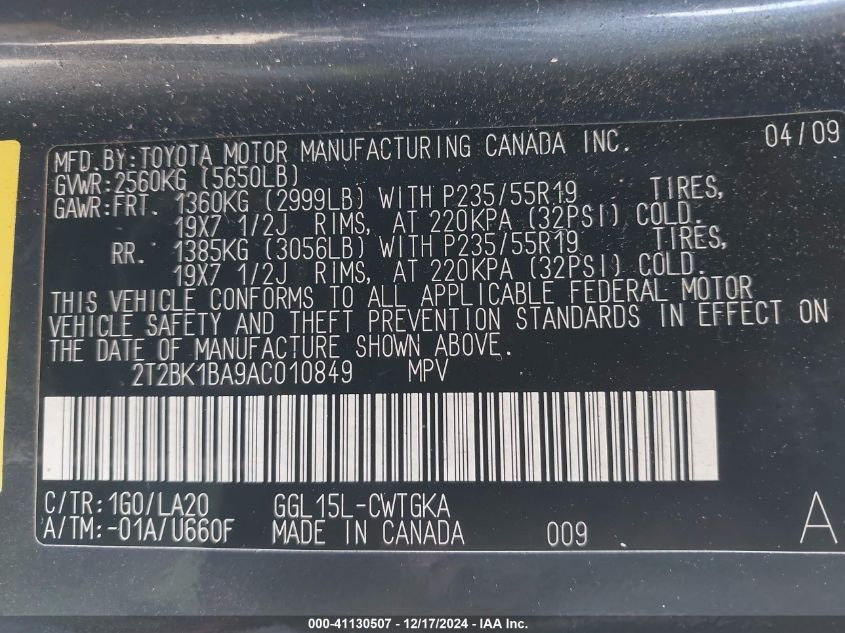 MFD. BY: TOYOTA MOTOR MANUFACTURING CANADA INC. 04/09
GVWR: 2560KG (5650LB)
GAWR: FRT. 1360KG (2999LB) WITH P235/55R19 TIRES,
19X7 1/2J RIMS, AT 220KPA (32PSI) COLD.
RR. 1385KG (3056LB) WITH P235/55R19 TIRES,
19X7 1/2J RIMS, AT 220KPA (32PSI) COLD.
THIS VEHICLE CONFORMS TO ALL APPLICABLE FEDERAL MOTOR
VEHICLE SAFETY AND THEFT PREVENTION STANDARDS IN EFFECT ON
THE DATE OF MANUFACTURE SHOWN ABOVE.
2T2BK1BA9AC010849 MPV
C/TR: 1G0/LA20 GGL15L-CWTGKA
A/TM: -01A/U660F MADE IN CANADA 009 A
000-41130507 - 12/17/2024 - IAA Inc.